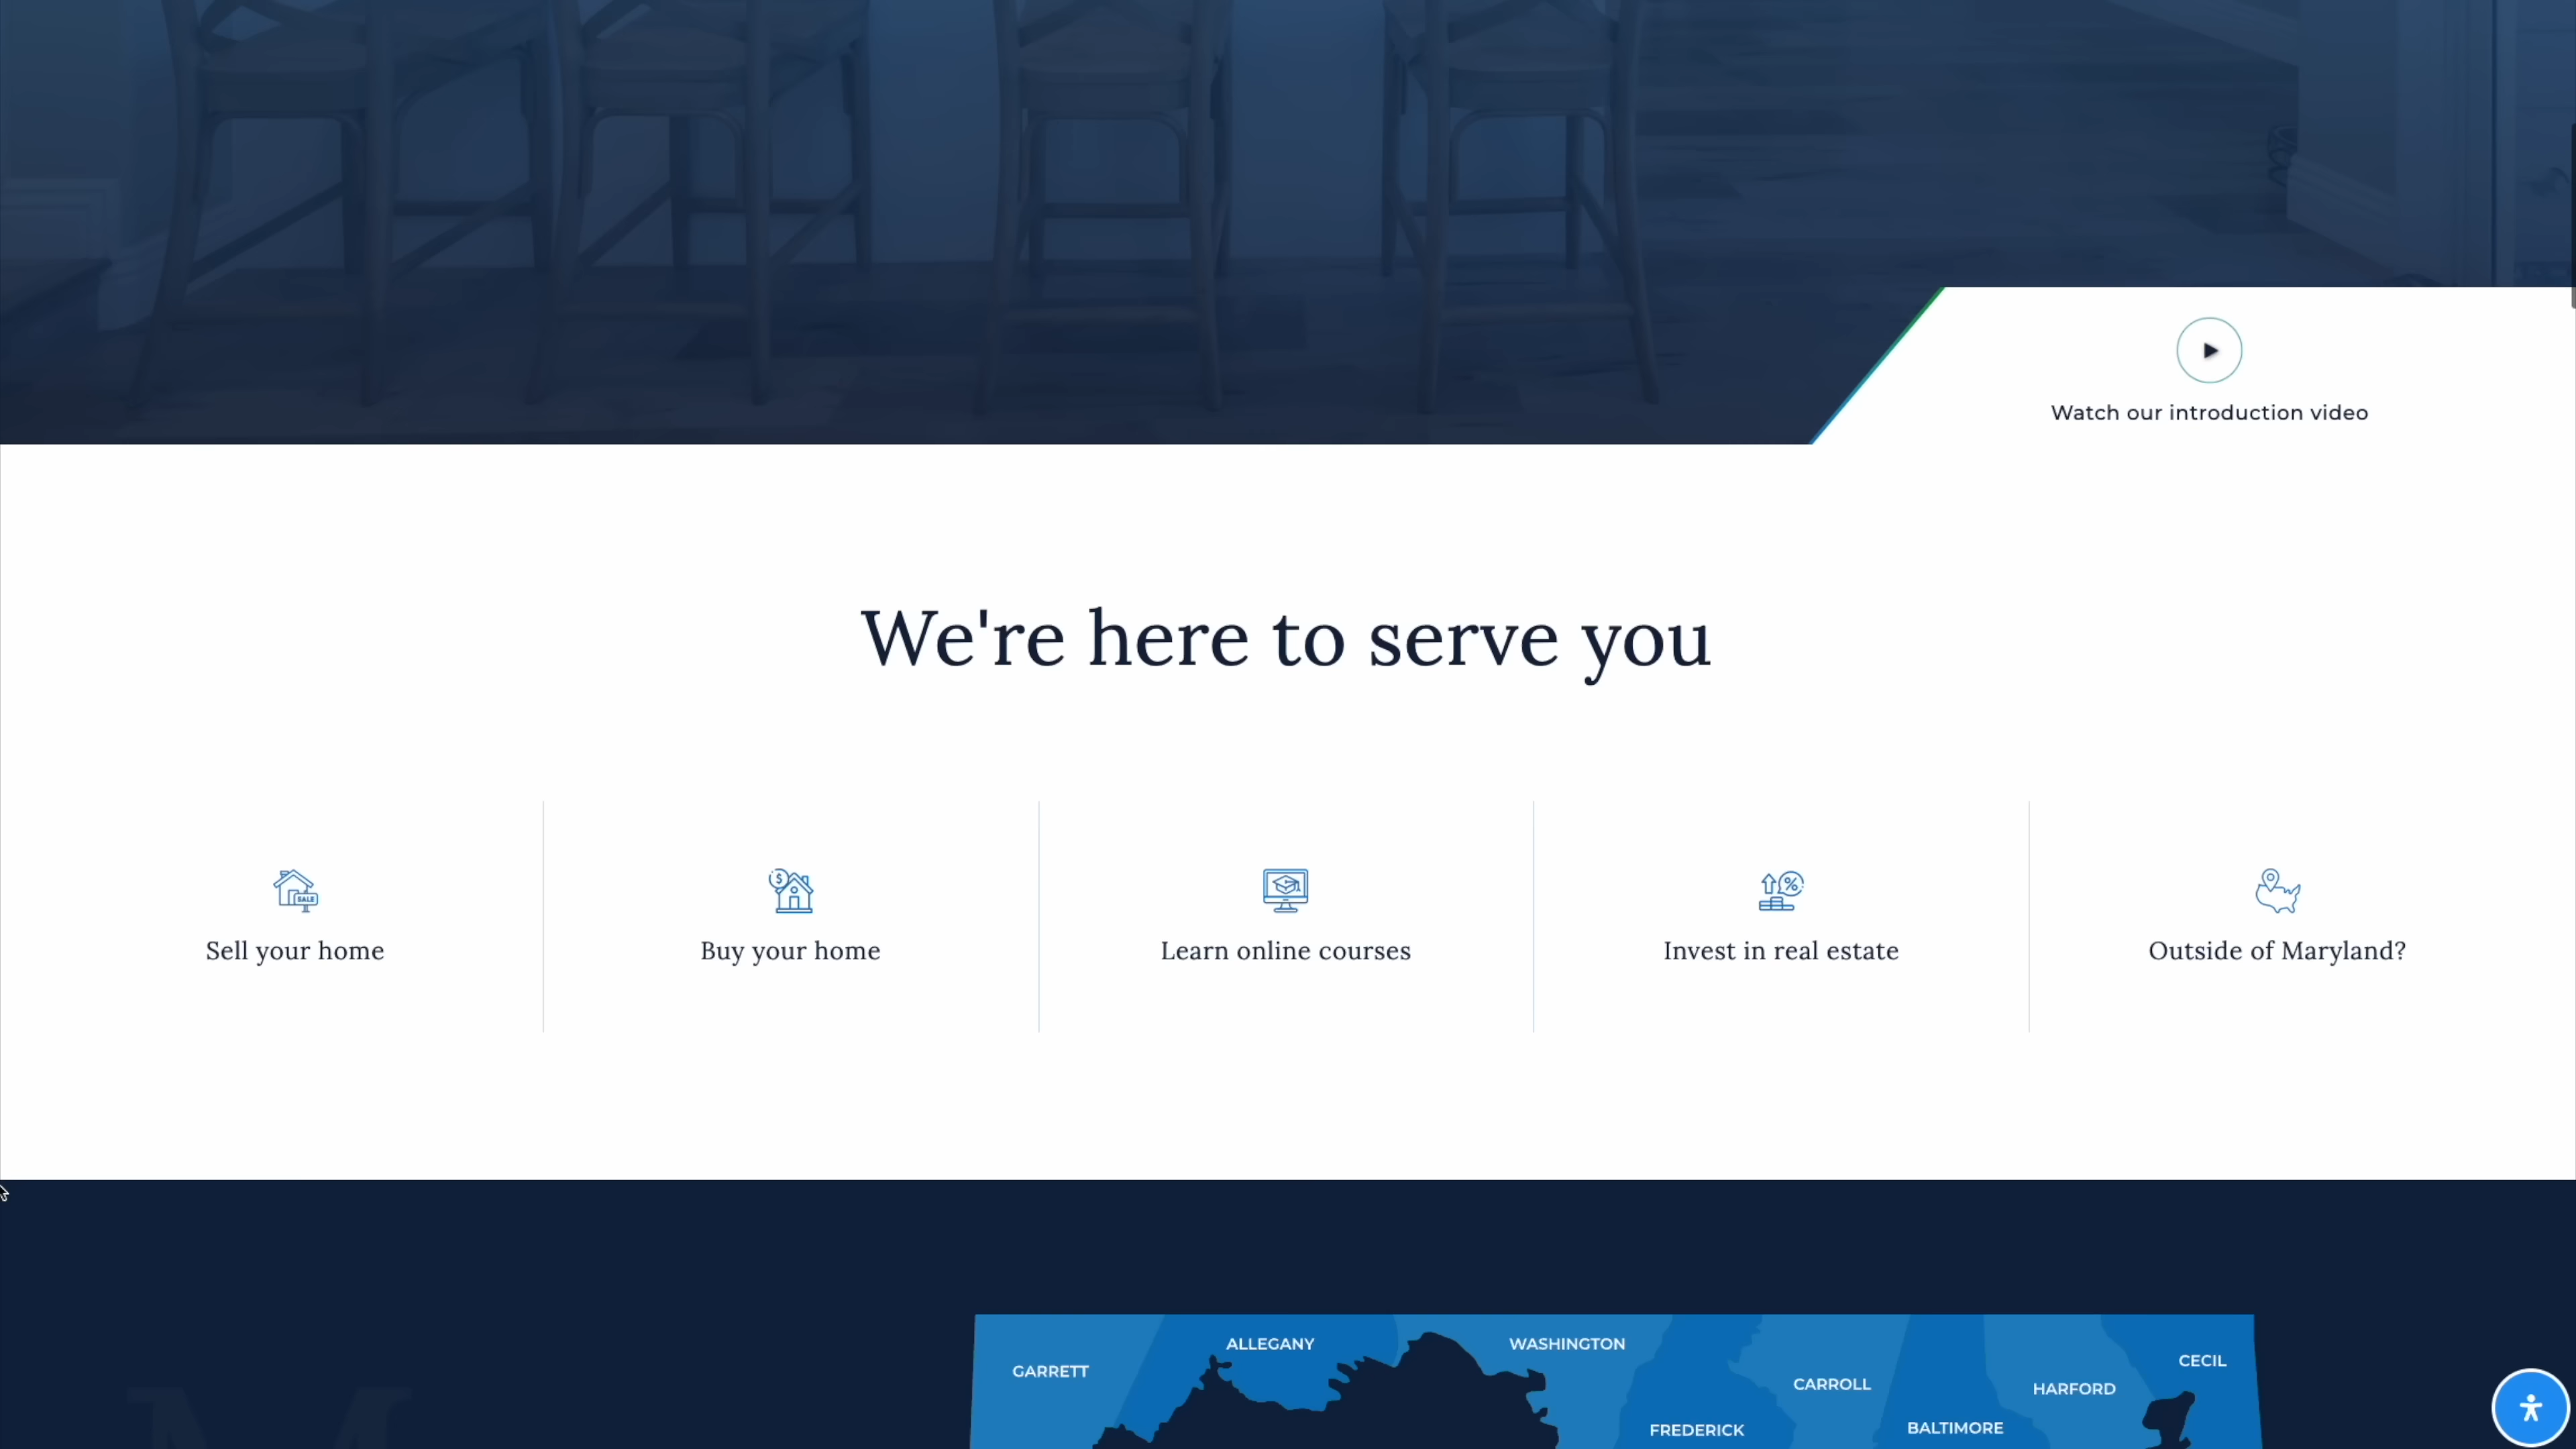 Watch our introduction video
We're here to serve you
SALE
$
%
Sell your home
Buy your home
Learn online courses
Invest in real estate
Outside of Maryland?
ALLEGANY
WASHINGTON
CECIL
GARRETT
CARROLL
HARFORD
FREDERICK
BALTIMORE
M